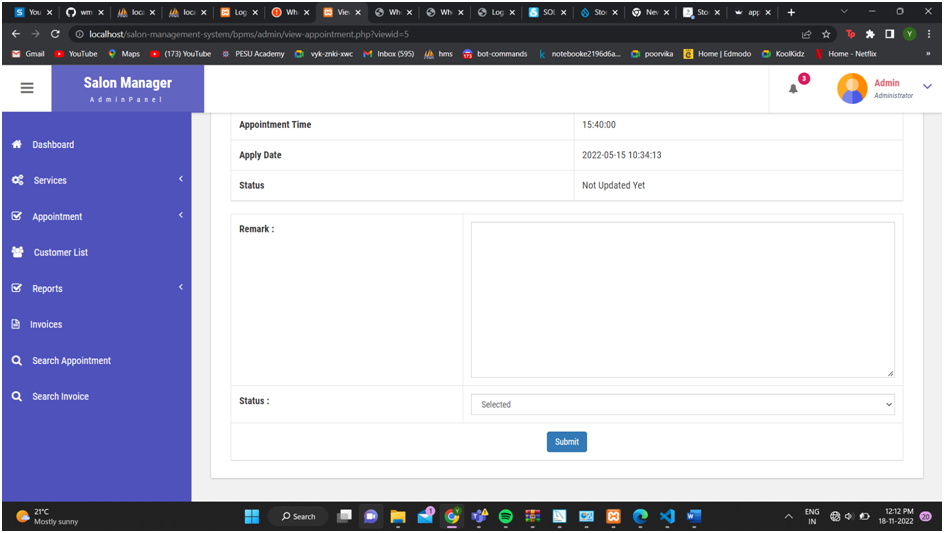 You
wm
loca
loca
Log
Wh
Vie
Wh
Wh
Log
SOL
Sto
Ne
Sto
app
localhost/salon-management-system/bpms/admin/view-appointment.php?viewid=5
Tp
Y
Gmail YouTube Maps (173) YouTube PESU Academy vyk-znki-xwc Inbox (595) hms bot-commands notebooke2196d6a... poorvika Home | Edmodo KoolKidz Home - Netflix »
Salon Manager
AdminPanel
3
Admin
Administrator
Dashboard
Services
Appointment
Customer List
Reports
Invoices
Search Appointment
Search Invoice
Appointment Time 15:40:00
Apply Date 2022-05-15 10:34:13
Status Not Updated Yet
Remark :
Status : Selected
Submit
21°C
Mostly sunny
Search
ENG
IN
12:12 PM
18-11-2022
20